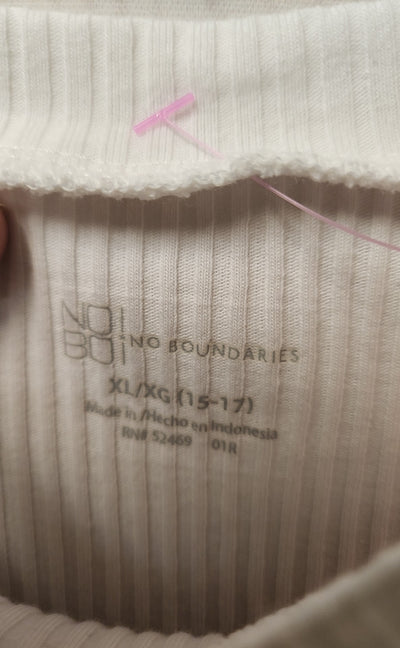 NO
BO
NO BOUNDARIES
XL/XG (15-17)
Made in /Hecho en Indonesia
RN# 52469 01R